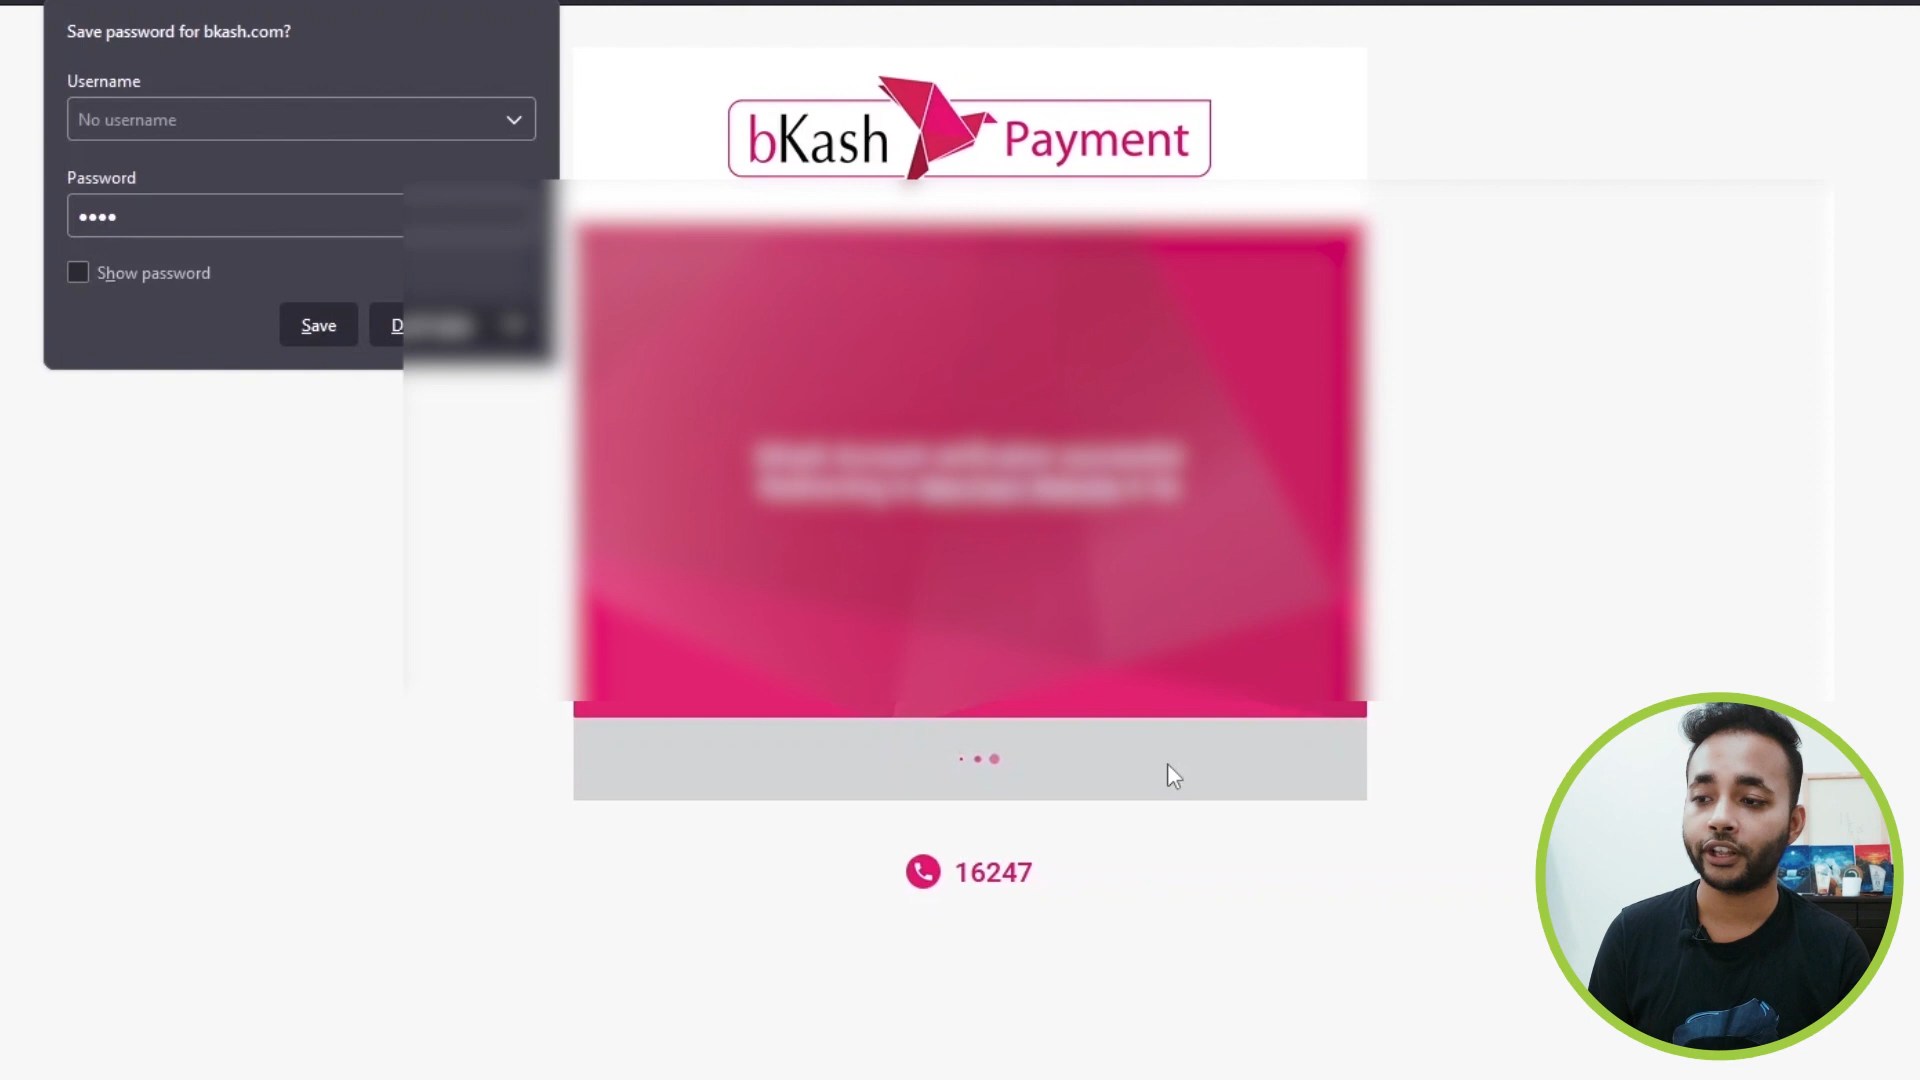 Save password for bkash.com?
Username
No username
Password
Show password
Save
bKash Payment
16247